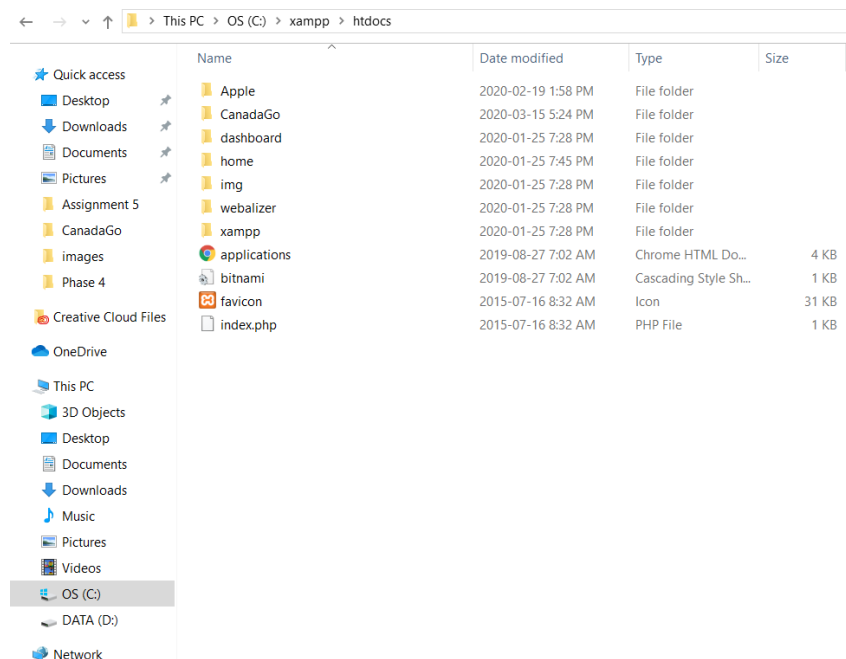 This PC > OS (C:) > xampp > htdocs
Name Date modified Type Size
Quick access
Desktop
Downloads
Documents
Pictures
Assignment 5
CanadaGo
images
Phase 4
Creative Cloud Files
OneDrive
This PC
3D Objects
Desktop
Documents
Downloads
Music
Pictures
Videos
OS (C:)
DATA (D:)
Network
Apple 2020-02-19 1:58 PM File folder
CanadaGo 2020-03-15 5:24 PM File folder
dashboard 2020-01-25 7:28 PM File folder
home 2020-01-25 7:45 PM File folder
img 2020-01-25 7:28 PM File folder
webalizer 2020-01-25 7:28 PM File folder
xampp 2020-01-25 7:28 PM File folder
applications 2019-08-27 7:02 AM Chrome HTML Do... 4 KB
bitnami 2019-08-27 7:02 AM Cascading Style Sh... 1 KB
favicon 2015-07-16 8:32 AM Icon 31 KB
index.php 2015-07-16 8:32 AM PHP File 1 KB